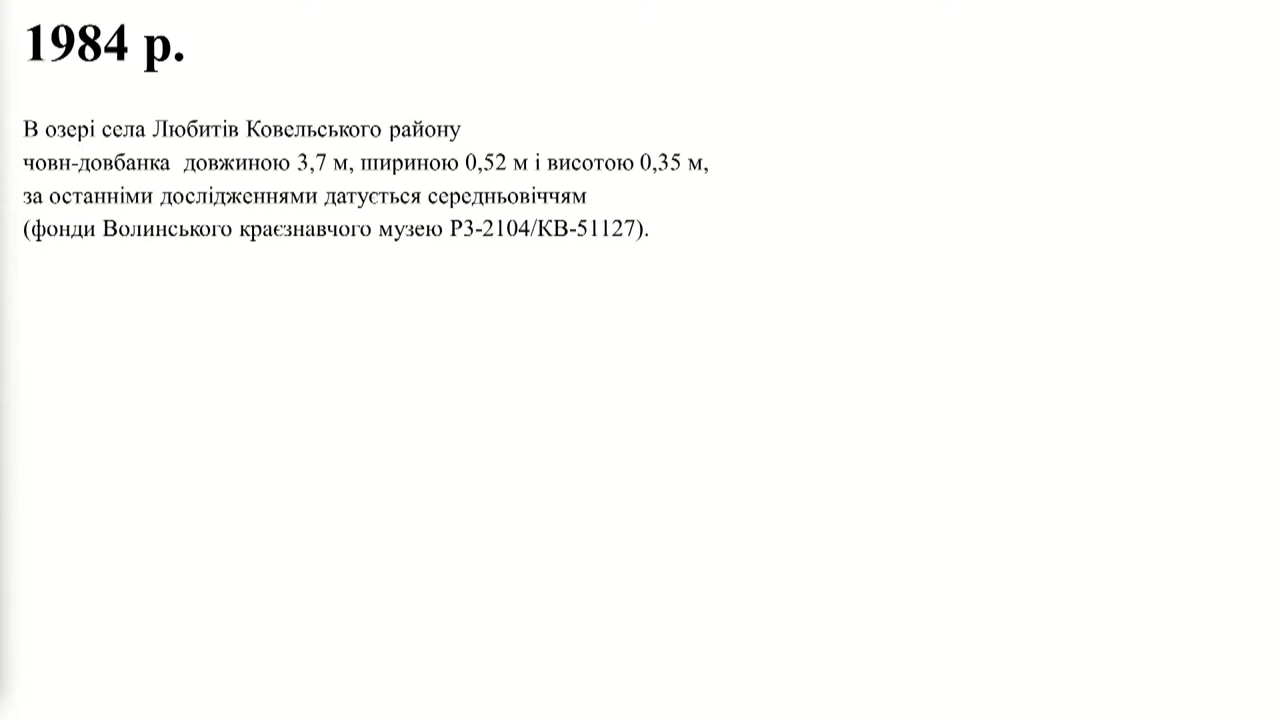 1984 р.
В озері села Любитів Ковельського району
човн-довбанка  довжиною 3,7 м, шириною 0,52 м і висотою 0,35 м,
за останніми дослідженнями датується середньовіччям
(фонди Волинського краєзнавчого музею РЗ-2104/КВ-51127).